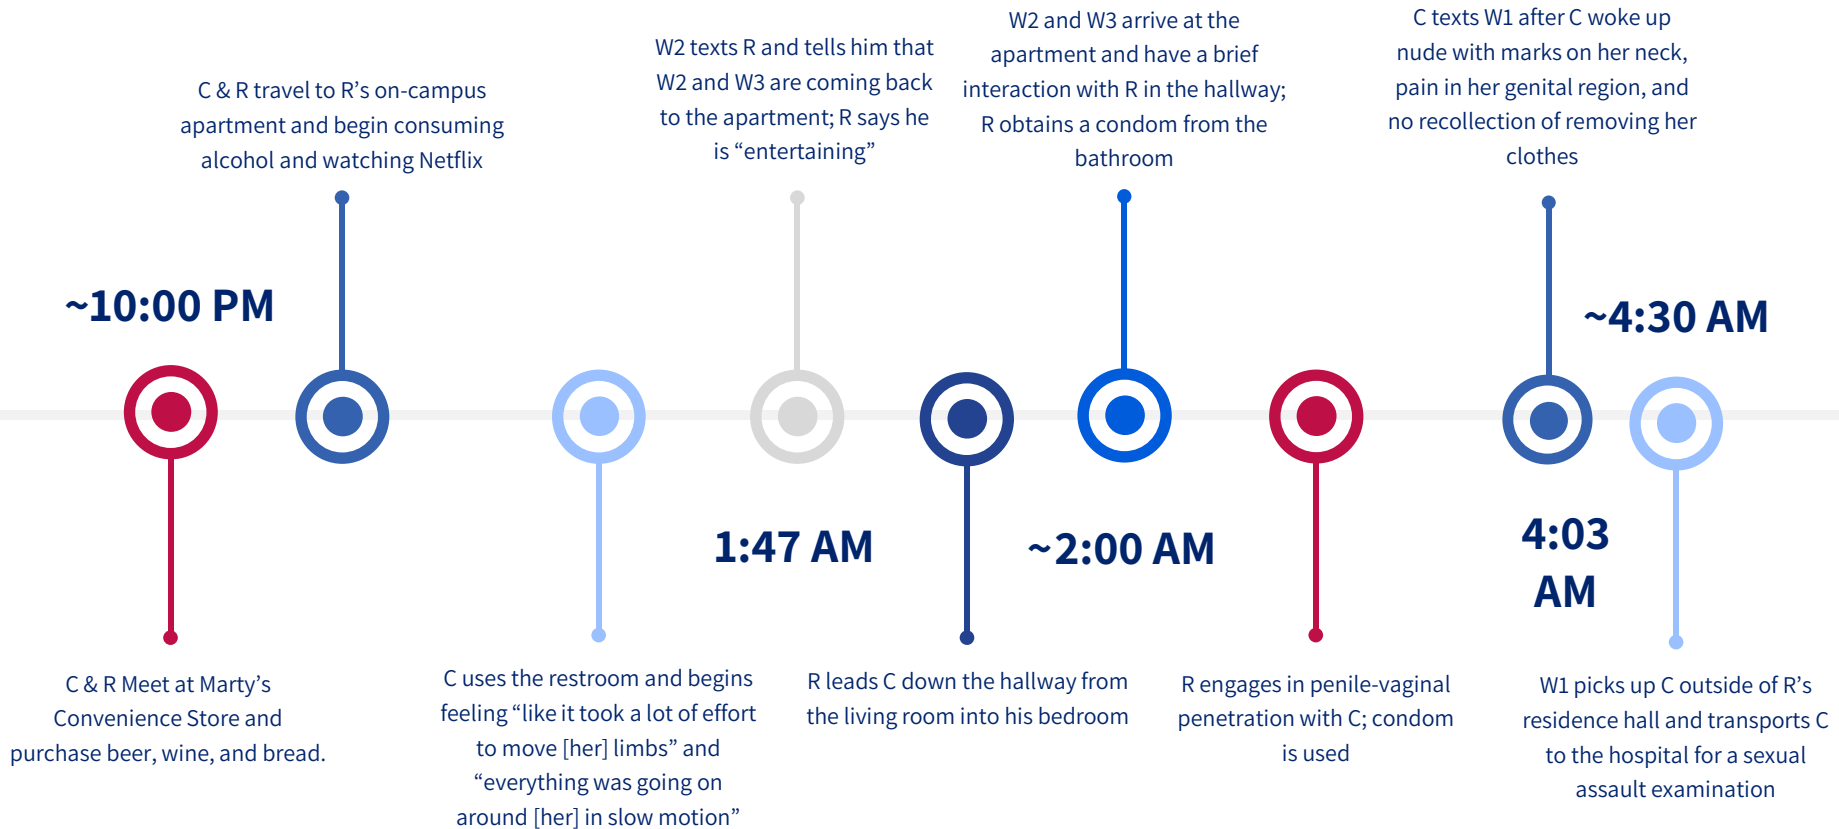 ~10:00 PM
C & R Meet at Marty’s
Convenience Store and
purchase beer, wine, and bread.
C & R travel to R’s on-campus
apartment and begin consuming
alcohol and watching Netflix
C uses the restroom and begins
feeling “like it took a lot of effort
to move [her] limbs” and
“everything was going on
around [her] in slow motion”
W2 texts R and tells him that
W2 and W3 are coming back
to the apartment; R says he
is “entertaining”
1:47 AM
R leads C down the hallway from
the living room into his bedroom
W2 and W3 arrive at the
apartment and have a brief
interaction with R in the hallway;
R obtains a condom from the
bathroom
~2:00 AM
R engages in penile-vaginal
penetration with C; condom
is used
C texts W1 after C woke up
nude with marks on her neck,
pain in her genital region, and
no recollection of removing her
clothes
4:03
AM
~4:30 AM
W1 picks up C outside of R’s
residence hall and transports C
to the hospital for a sexual
assault examination